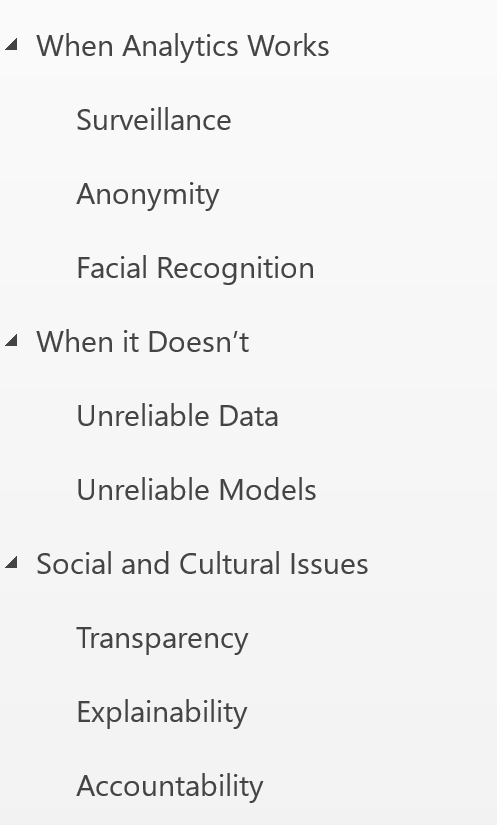 When Analytics Works
Surveillance
Anonymity
Facial Recognition
When it Doesn’t
Unreliable Data
Unreliable Models
Social and Cultural Issues
Transparency
Explainability
Accountability